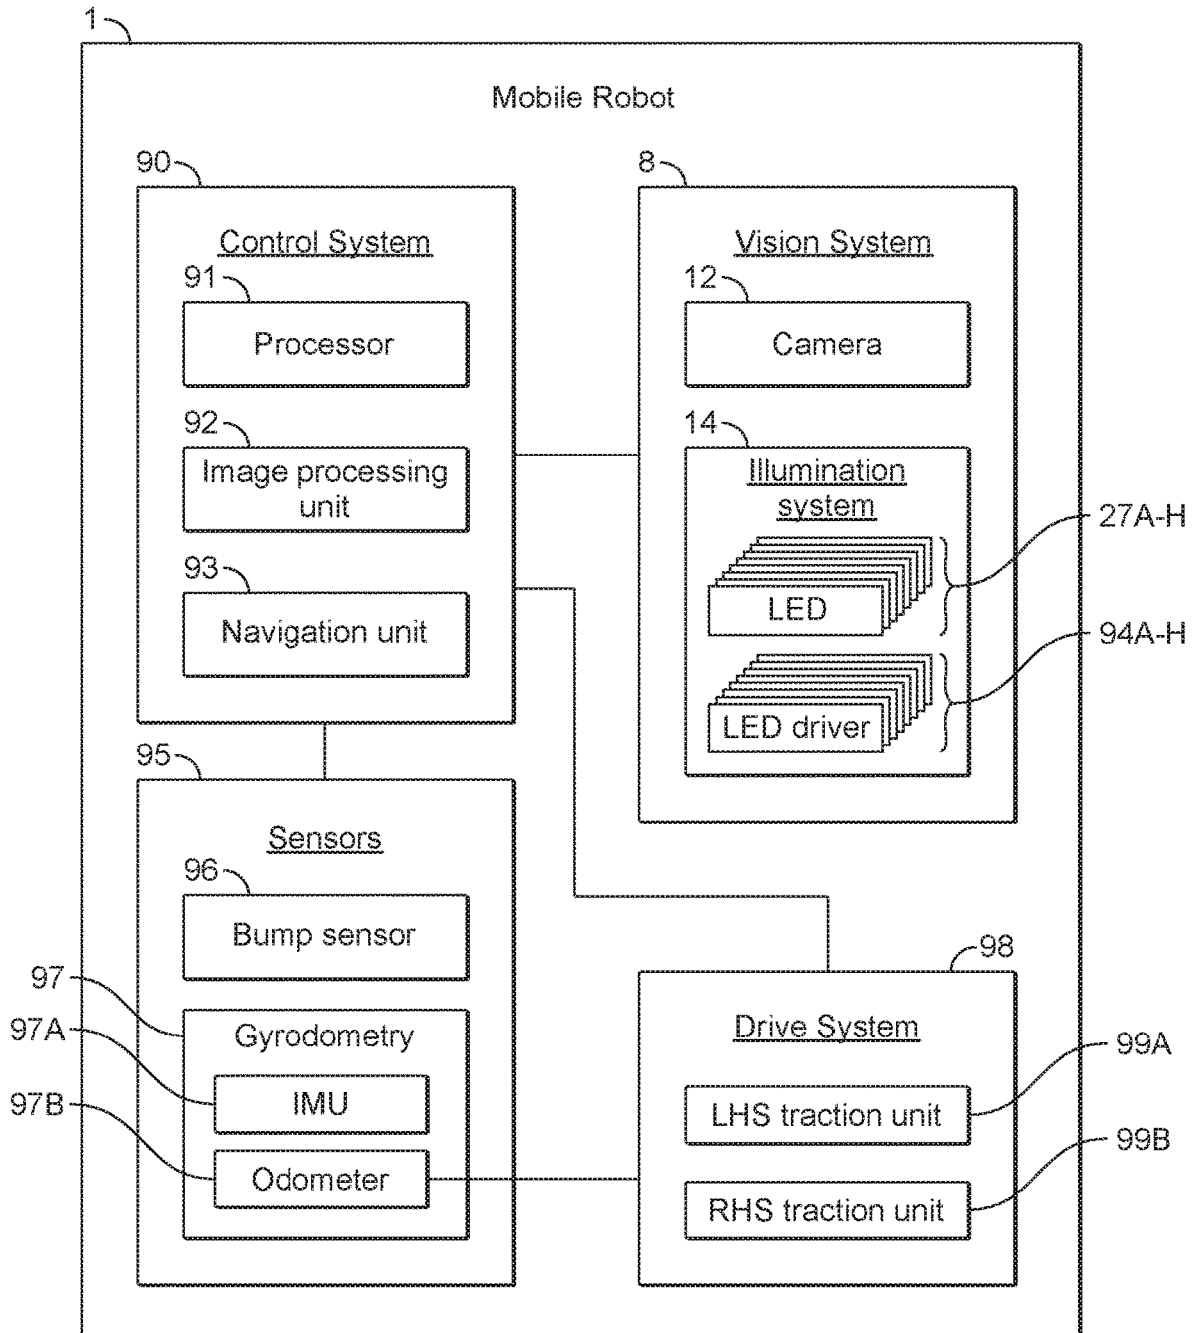 1
Mobile Robot
90
Control System
91
Processor
92
Image processing
unit
93
Navigation unit
8
Vision System
12
Camera
14
Illumination
system
LED
27A-H
LED driver
94A-H
95
Sensors
96
Bump sensor
97
Gyrodometry
97A
IMU
97B
Odometer
98
Drive System
LHS traction unit
99A
RHS traction unit
99B